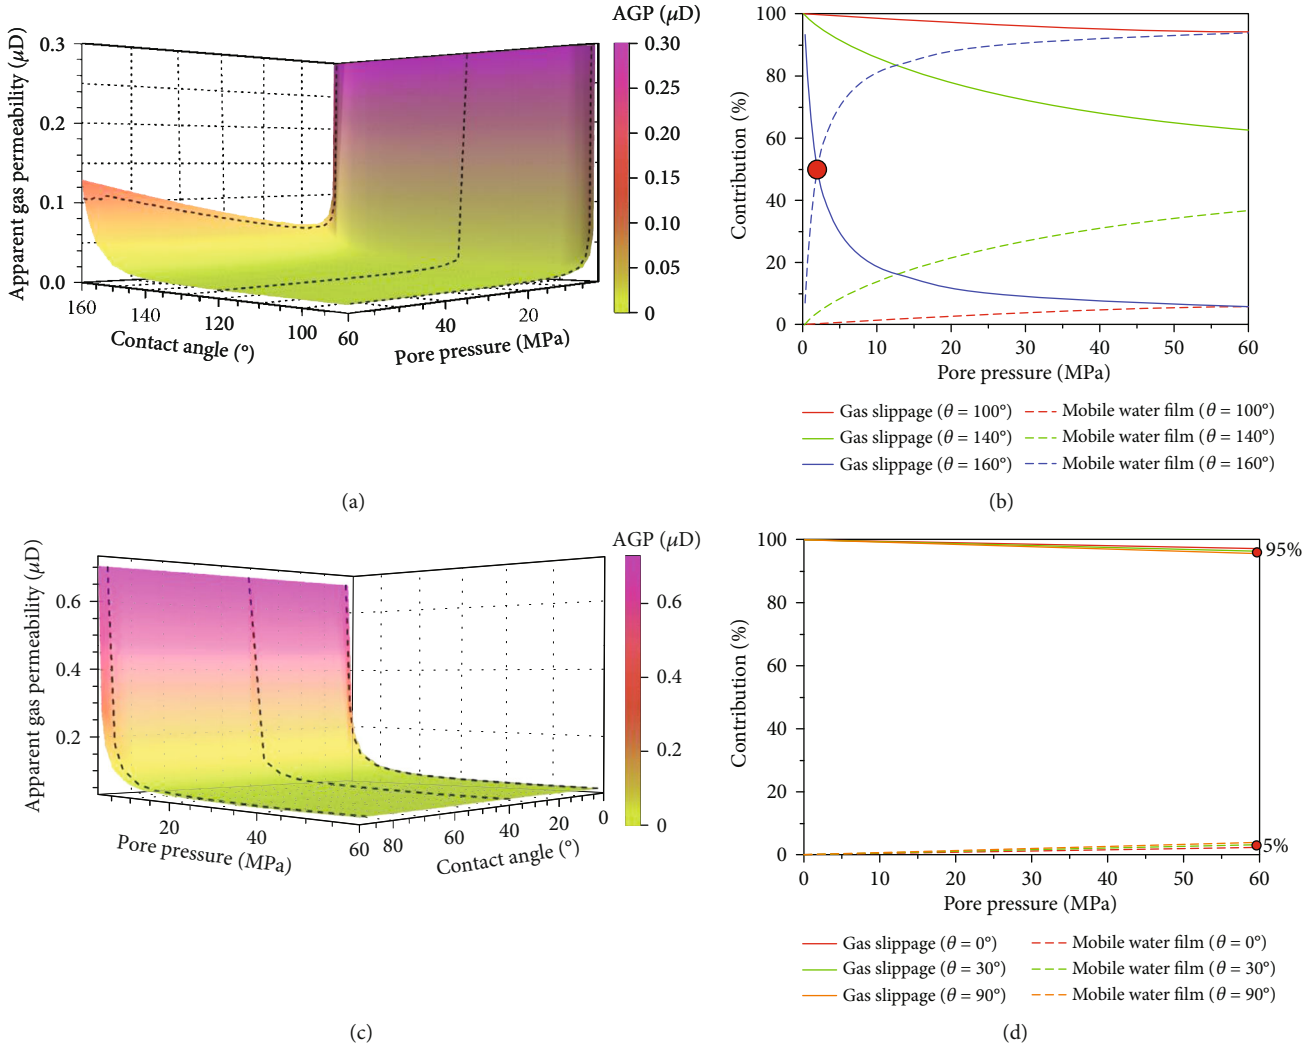 AGP (μD)
Apparent gas permeability (μD)
0.3
0.2
0.1
0.0
160
140
120
100
60
40
20
Contact angle (°)
Pore pressure (MPa)
0.30
0.25
0.20
0.15
0.10
0.05
0
(a)
Contribution (%)
100
80
60
40
20
0
0 10 20 30 40 50 60
Pore pressure (MPa)
Gas slippage (θ = 100°) Mobile water film (θ = 100°)
Gas slippage (θ = 140°) Mobile water film (θ = 140°)
Gas slippage (θ = 160°) Mobile water film (θ = 160°)
(b)
AGP (μD)
Apparent gas permeability (μD)
0.6
0.4
0.2
20
40
60
80
60
40
20
0
Pore pressure (MPa)
Contact angle (°)
0.6
0.4
0.2
0
(c)
Contribution (%)
100
80
60
40
20
0
95%
5%
0 10 20 30 40 50 60
Pore pressure (MPa)
Gas slippage (θ = 0°) Mobile water film (θ = 0°)
Gas slippage (θ = 30°) Mobile water film (θ = 30°)
Gas slippage (θ = 90°) Mobile water film (θ = 90°)
(d)